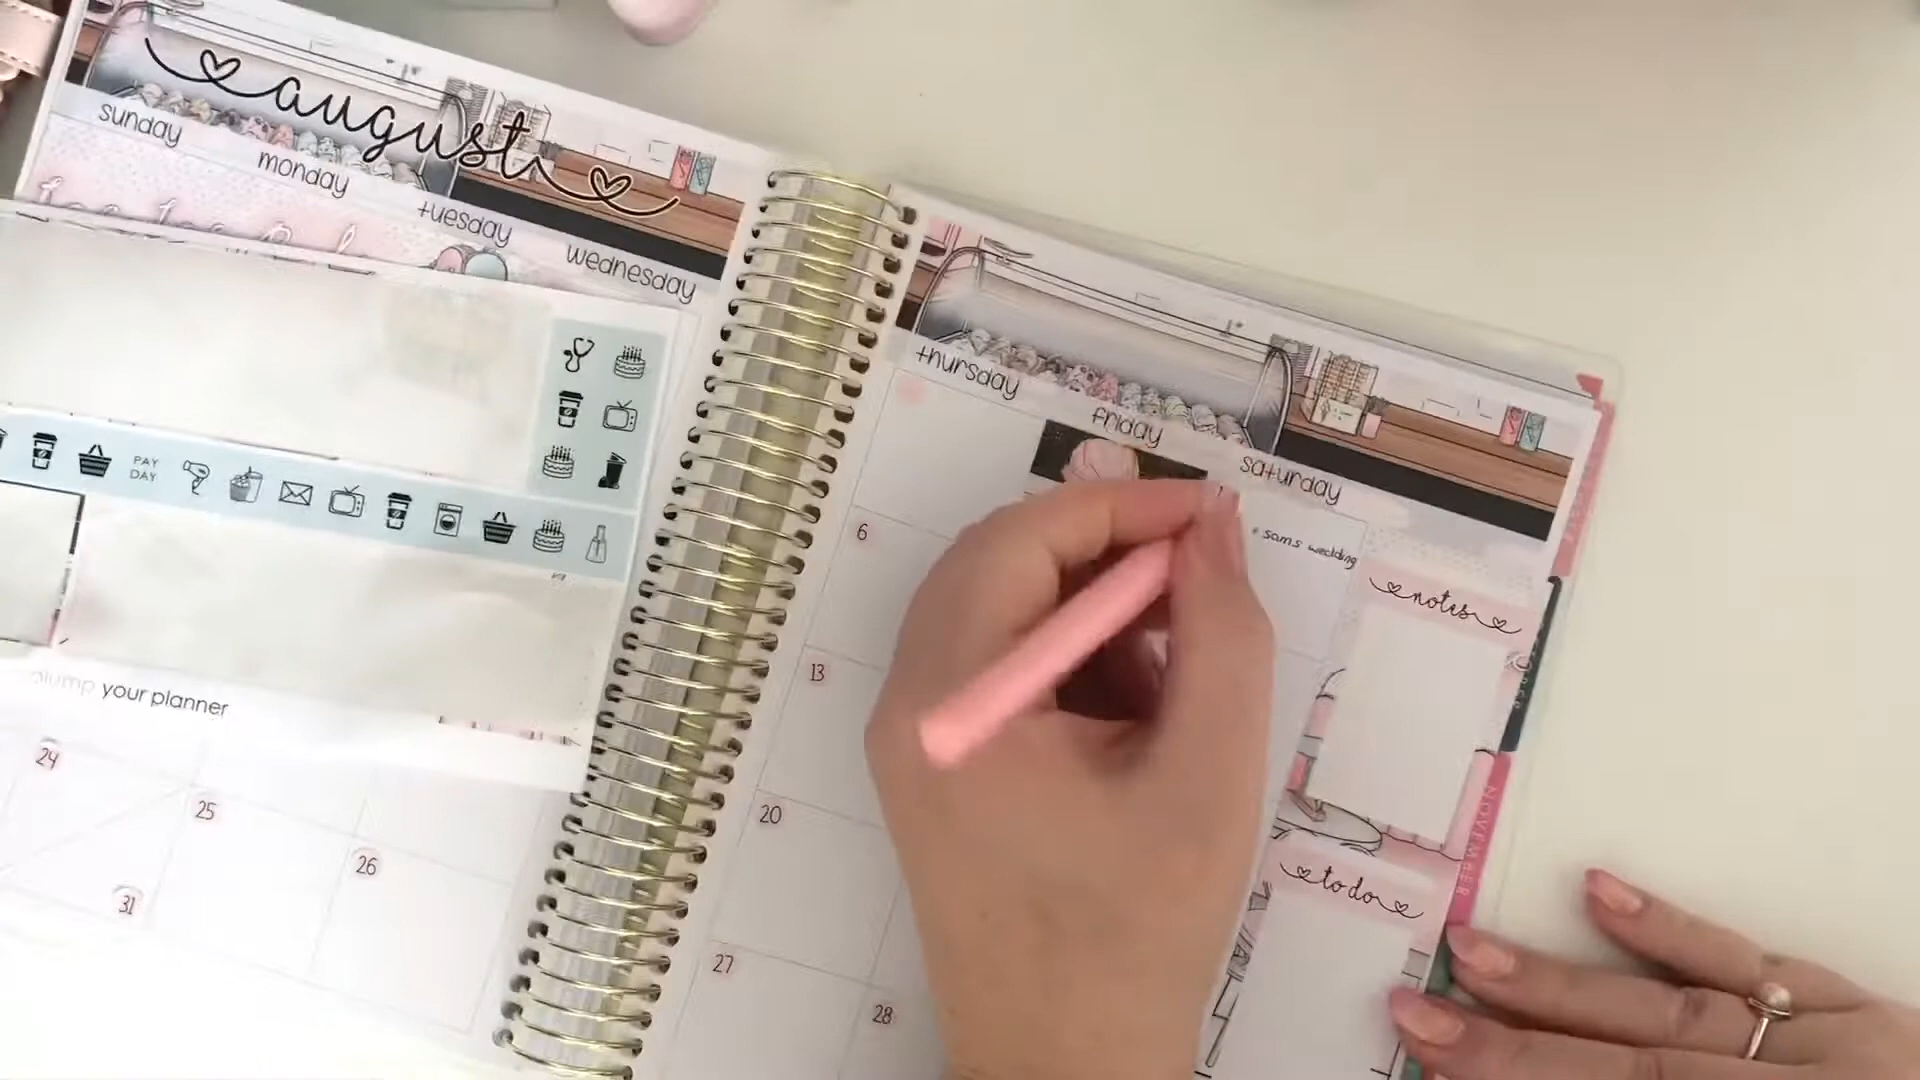 august
sunday
monday
tuesday
wednesday
thursday
friday
saturday
PAY
DAY
your planner
24
25
26
31
6
13
20
27
28
sams wedding
notes
to do
NOVEMBER